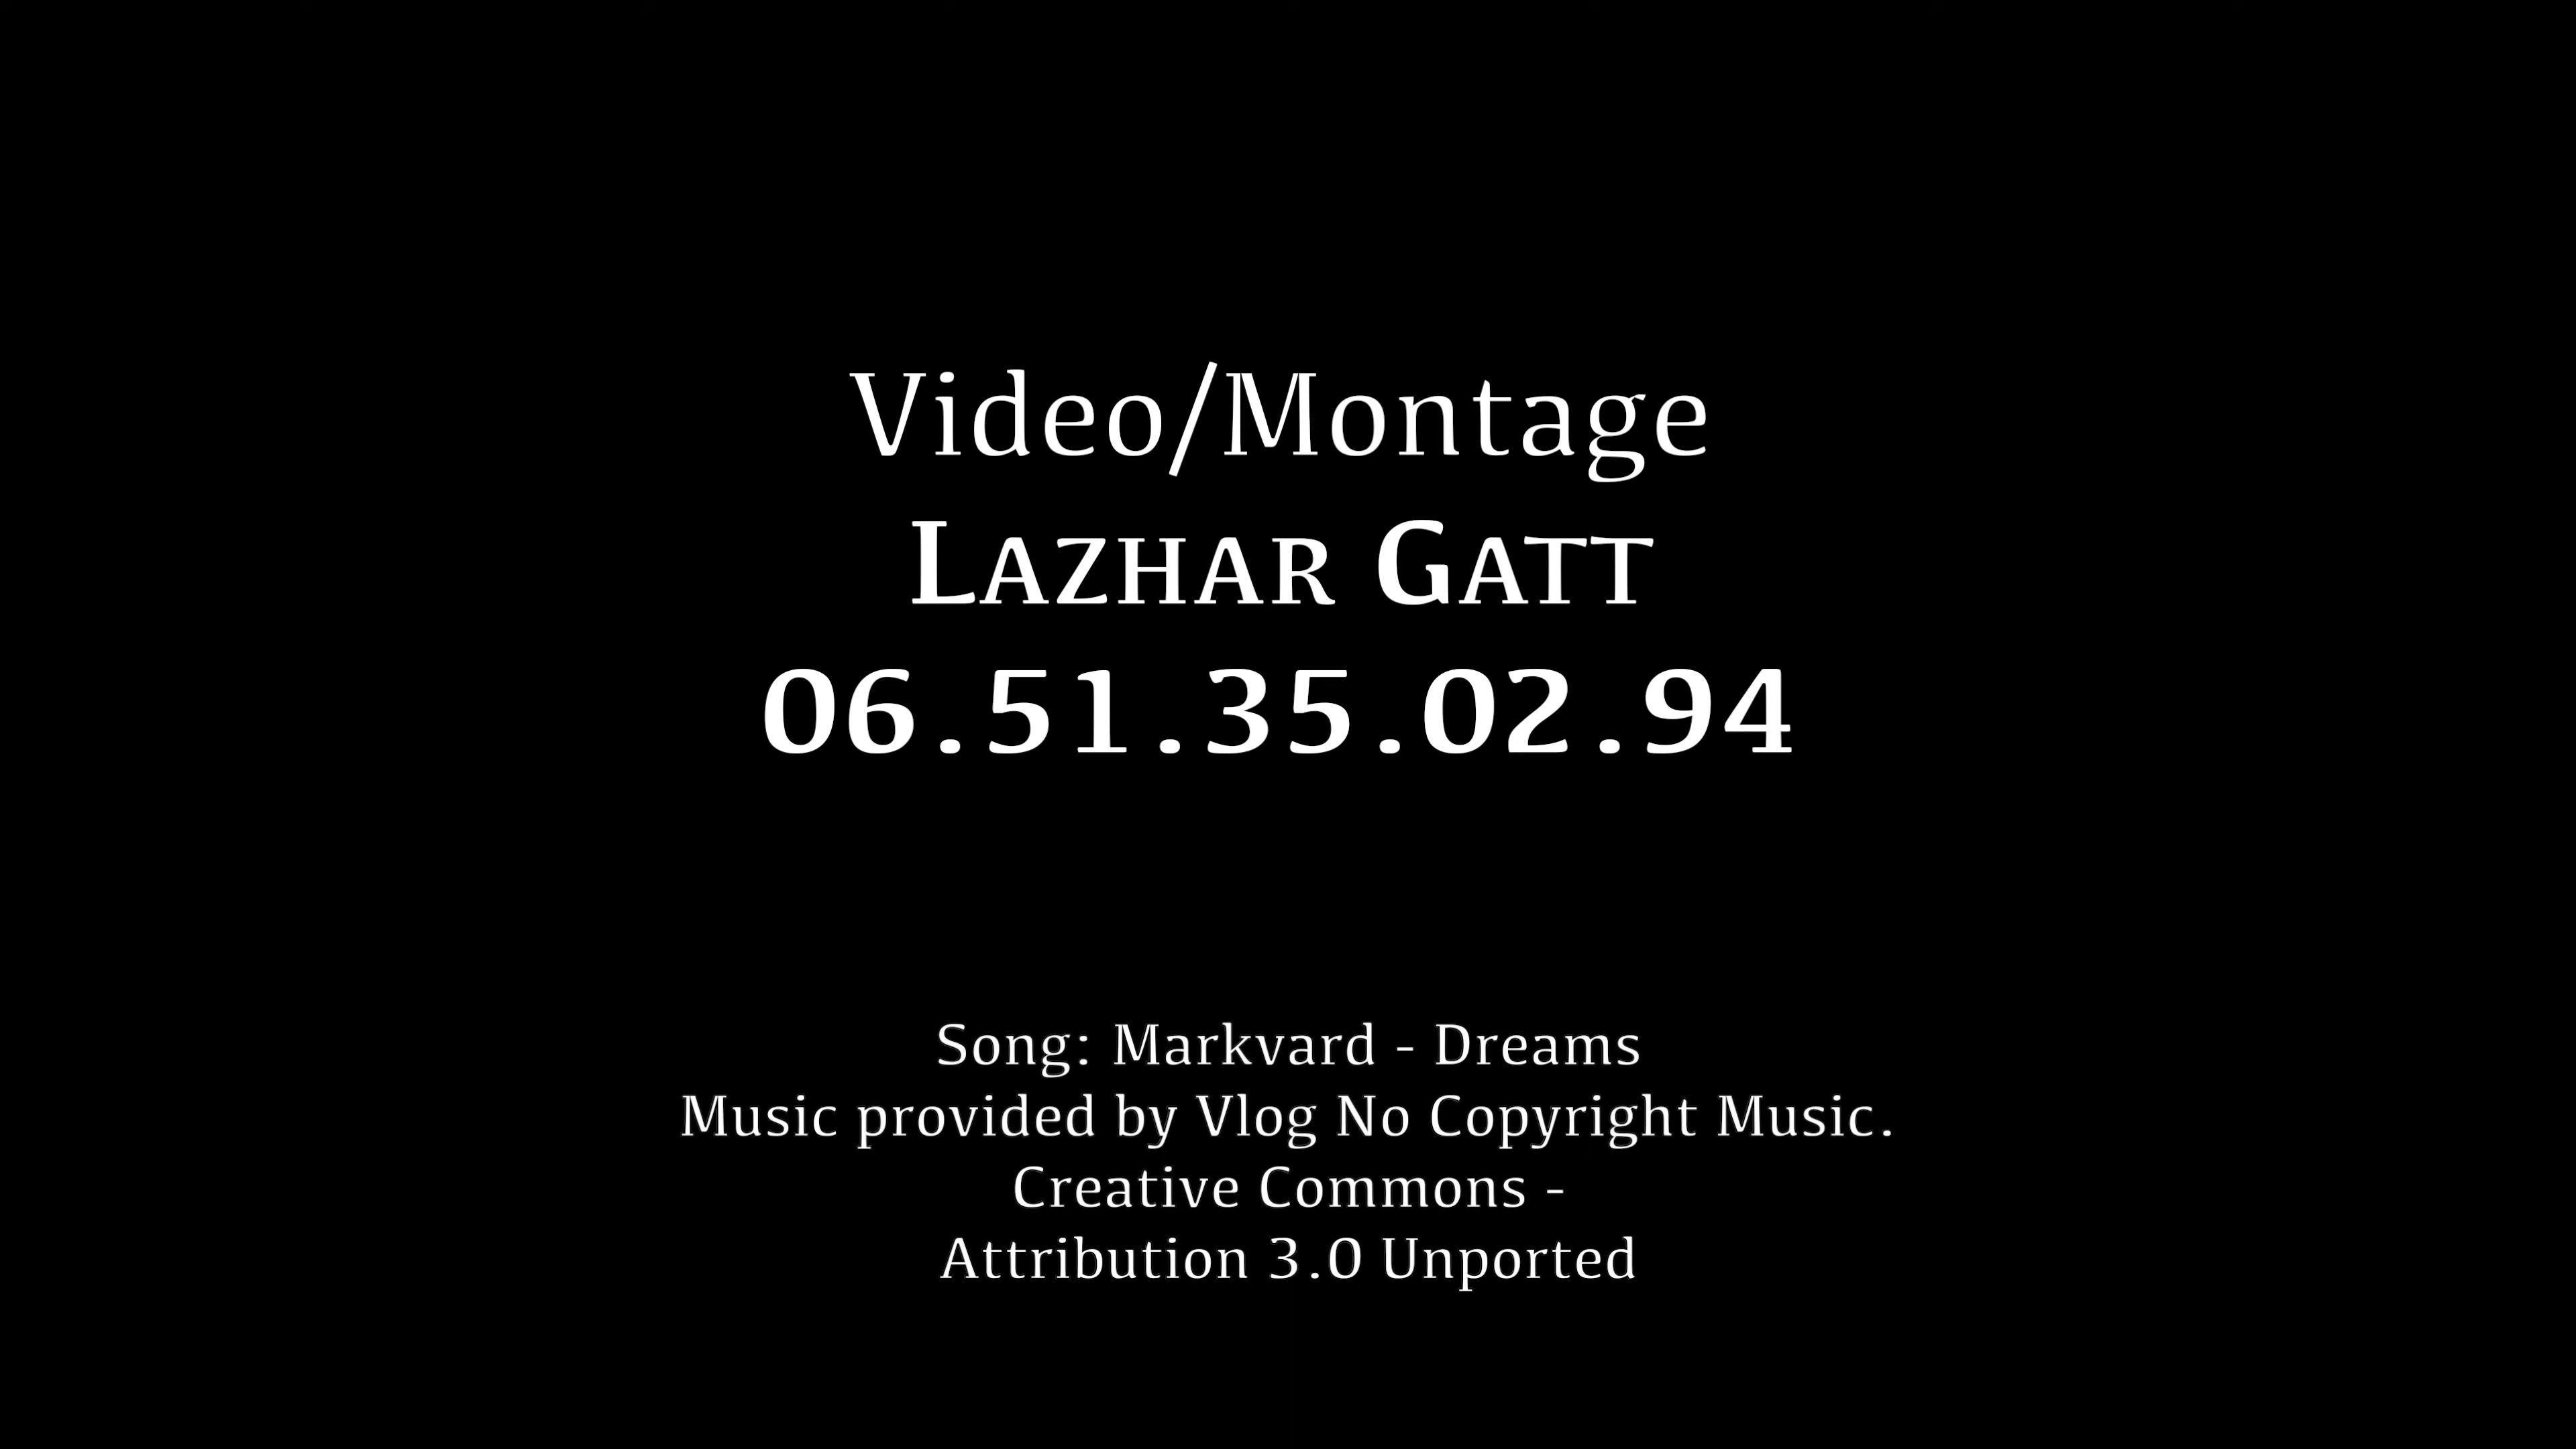 Video/Montage
Lazhar Gatt
06.51.35.02.94
Song: Markvard - Dreams
Music provided by Vlog No Copyright Music.
Creative Commons -
Attribution 3.0 Unported